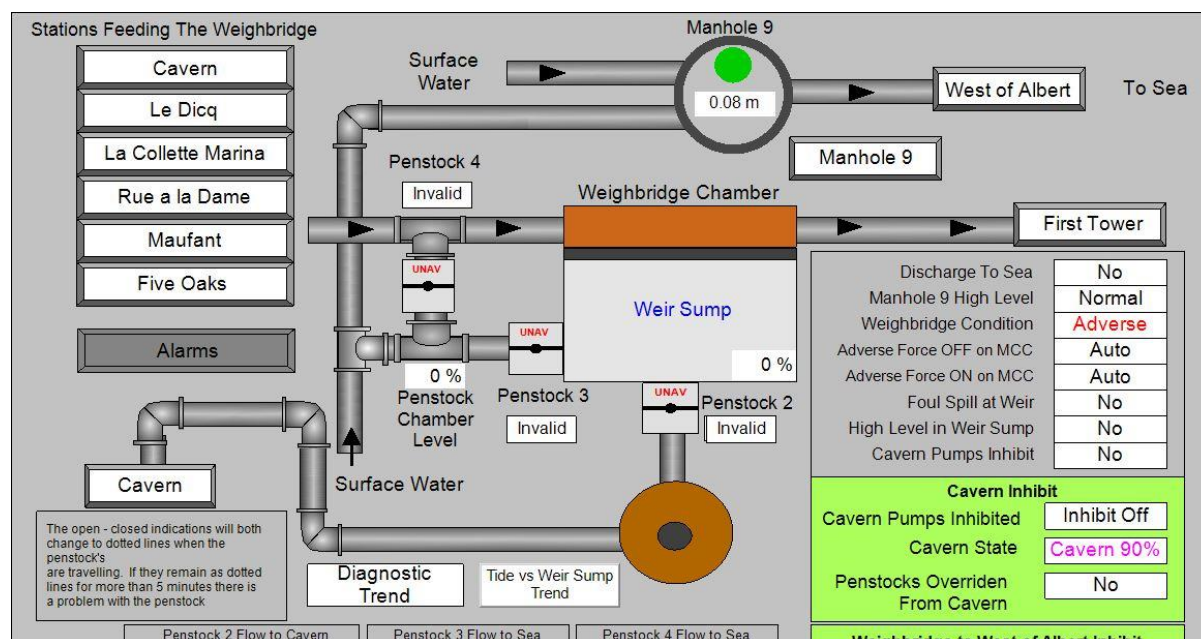 Stations Feeding The Weighbridge
Cavern
Le Dicq
La Collette Marina
Rue a la Dame
Maufant
Five Oaks
Alarms
Manhole 9
Surface
Water
0.08 m
West of Albert
To Sea
Manhole 9
Penstock 4
Invalid
Weighbridge Chamber
First Tower
UNAV
Weir Sump
UNAV
0 %
0 %
Penstock
Chamber
Level
Penstock 3
Invalid
UNAV
Penstock 2
Invalid
Discharge To Sea No
Manhole 9 High Level Normal
Weighbridge Condition Adverse
Adverse Force OFF on MCC Auto
Adverse Force ON on MCC Auto
Foul Spill at Weir No
High Level in Weir Sump No
Cavern Pumps Inhibit No
Cavern
Surface Water
Cavern Inhibit
Cavern Pumps Inhibited Inhibit Off
Cavern State Cavern 90%
Penstocks Overriden No
From Cavern
The open - closed indications will both
change to dotted lines when the
penstock's
are travelling. If they remain as dotted
lines for more than 5 minutes there is
a problem with the penstock
Diagnostic
Trend
Tide vs Weir Sump
Trend
Penstock 2 Flow to Cavern
Penstock 3 Flow to Sea
Penstock 4 Flow to Sea
Weighbridge to West of Albert Inhibit